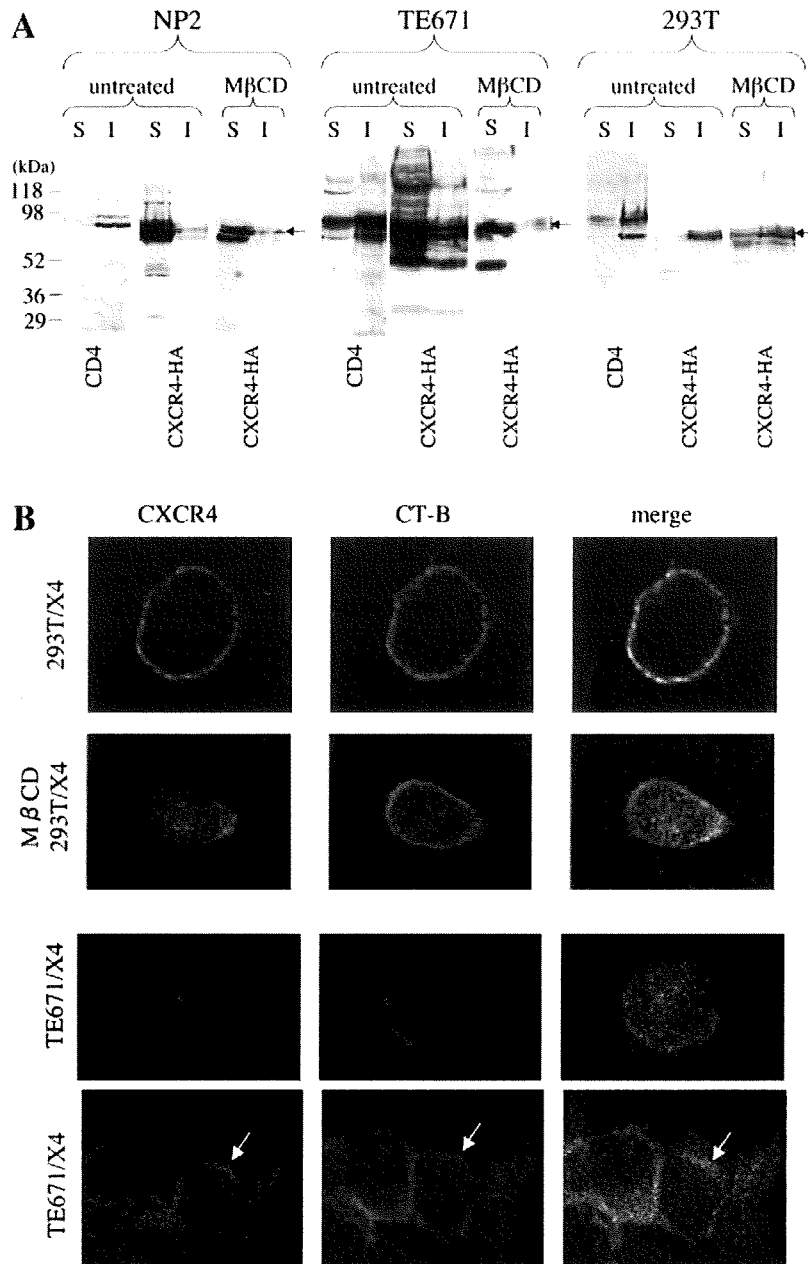 A
NP2 TE671 293T
untreated MβCD untreated MβCD untreated MβCD
S I S I S I S I S I S I S I S I S I
(kDa)
118
98
52
36
29
CD4 CXCR4-HA CXCR4-HA CD4 CXCR4-HA CXCR4-HA CD4 CXCR4-HA CXCR4-HA
B
CXCR4 CT-B merge
293T/X4
MβCD
293T/X4
TE671/X4
TE671/X4